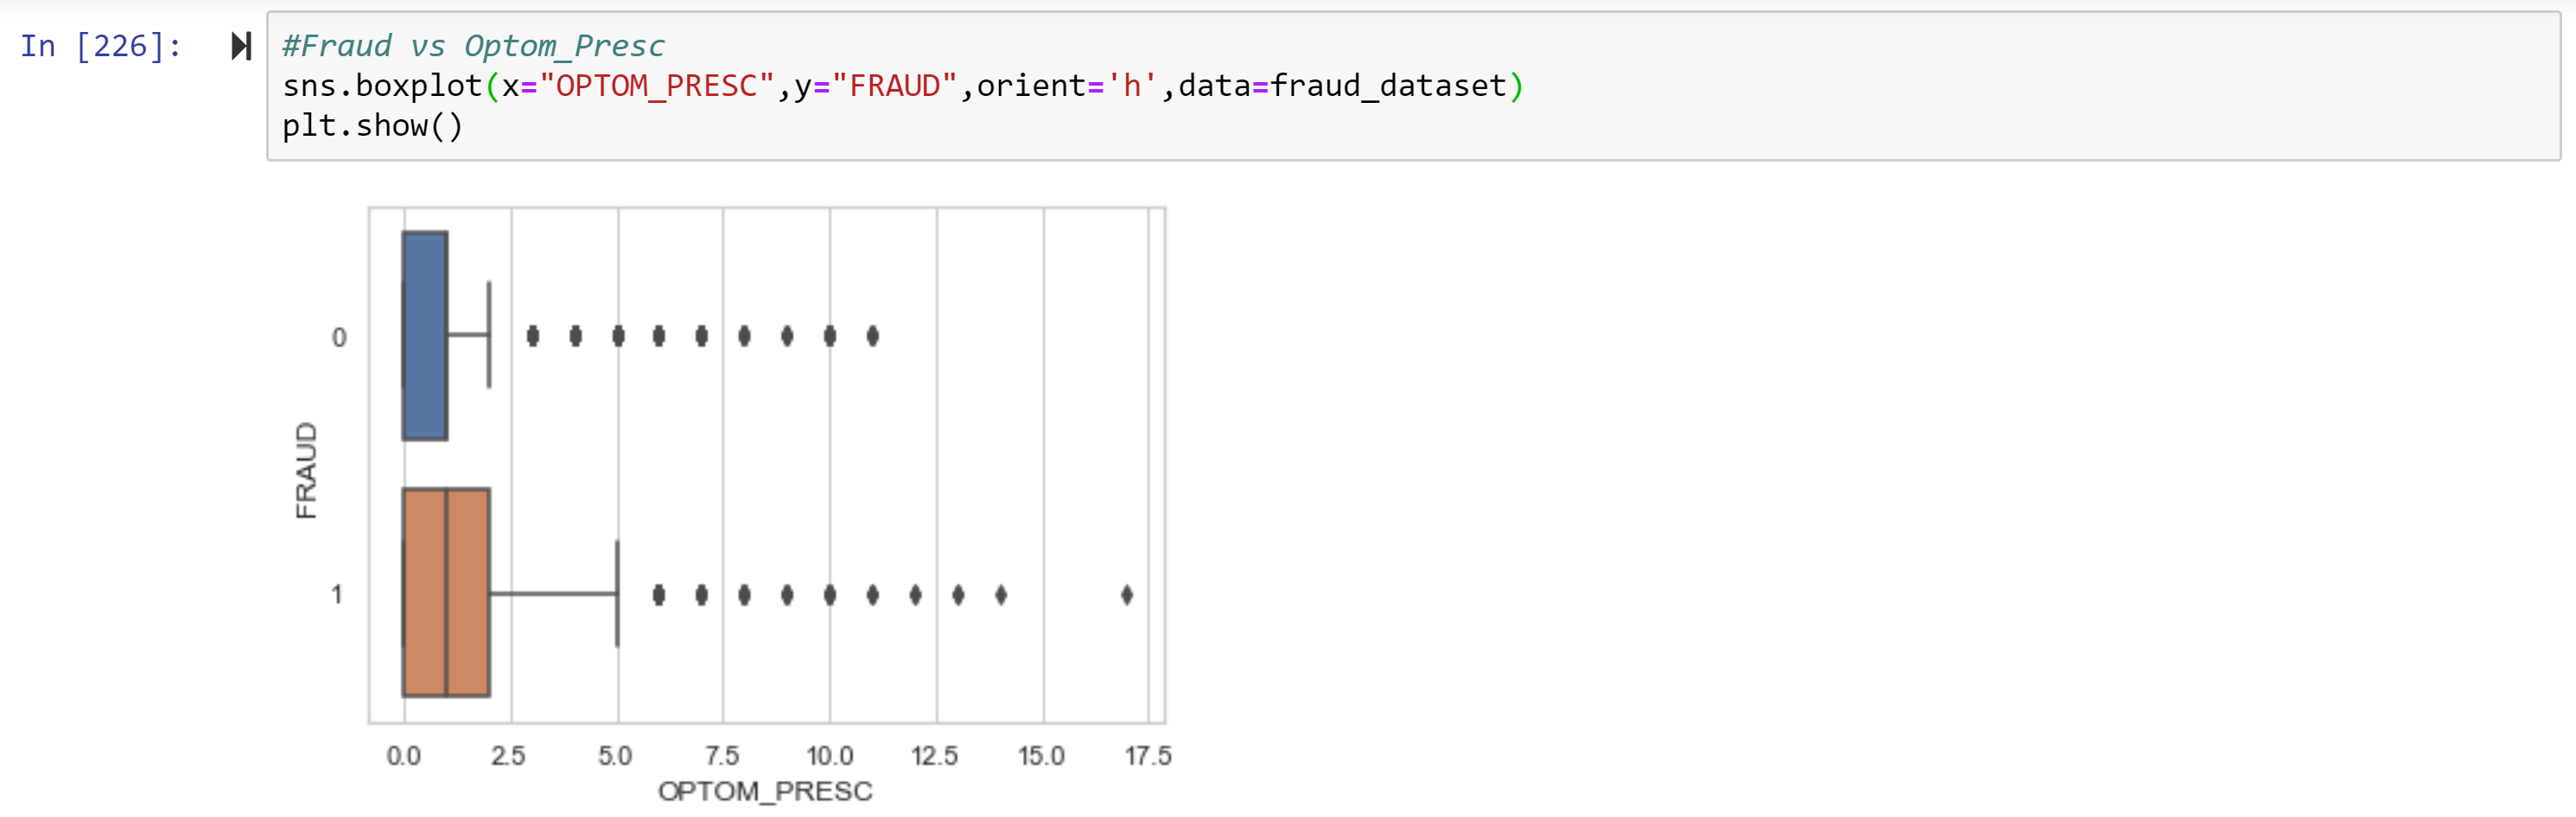 In [226]:
#Fraud vs Optom_Presc
sns.boxplot(x="OPTOM_PRESC",y="FRAUD",orient='h',data=fraud_dataset)
plt.show()
0
FRAUD
1
0.0 2.5 5.0 7.5 10.0 12.5 15.0 17.5
OPTOM_PRESC